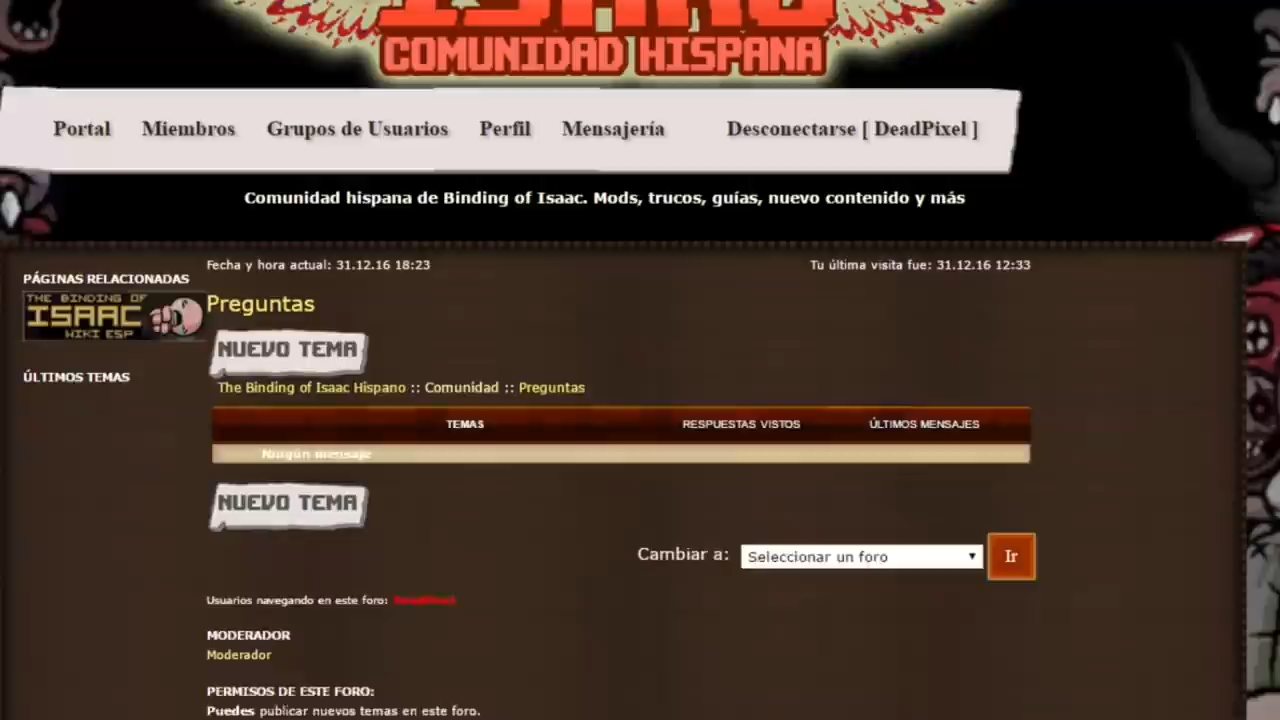 ISAAC
COMUNIDAD HISPANA
Portal Miembros Grupos de Usuarios Perfil Mensajería Desconectarse [ DeadPixel ]
Comunidad hispana de Binding of Isaac. Mods, trucos, guías, nuevo contenido y más
Fecha y hora actual: 31.12.16 18:23 Tu última visita fue: 31.12.16 12:33
PÁGINAS RELACIONADAS
THE BINDING OF
ISAAC
WIKI ESP
Preguntas
NUEVO TEMA
ÚLTIMOS TEMAS
The Binding of Isaac Hispano :: Comunidad :: Preguntas
TEMAS RESPUESTAS VISTOS ÚLTIMOS MENSAJES
Ningún mensaje
NUEVO TEMA
Cambiar a: Seleccionar un foro Ir
Usuarios navegando en este foro: DeadPixel
MODERADOR
Moderador
PERMISOS DE ESTE FORO:
Puedes publicar nuevos temas en este foro.